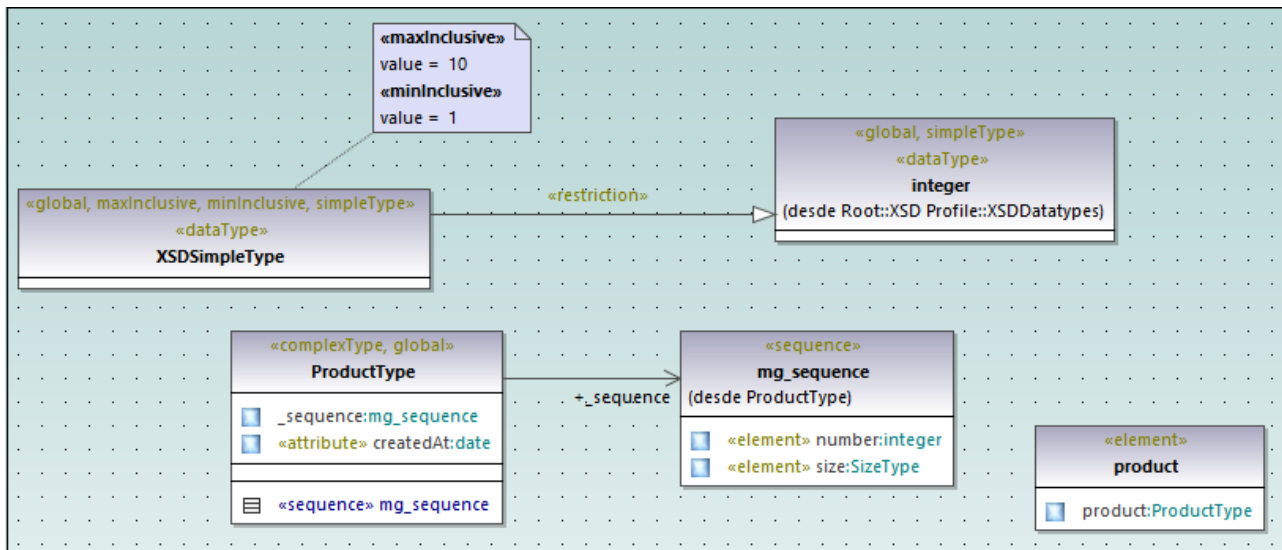 «maxInclusive»
value = 10
«minInclusive»
value = 1
«global, simpleType»
«dataType»
integer
(desde Root::XSD Profile::XSDDatatypes)
«restriction»
«global, maxInclusive, minInclusive, simpleType»
«dataType»
XSDSimpleType
«complexType, global»
ProductType
_sequence:mg_sequence
«attribute» createdAt:date
«sequence» mg_sequence
+_sequence
«sequence»
mg_sequence
(desde ProductType)
«element» number:integer
«element» size:SizeType
«element»
product
product:ProductType